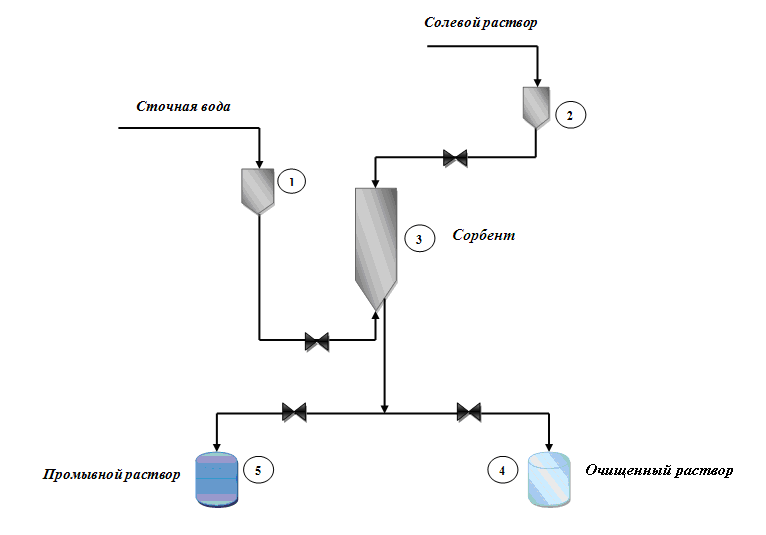 Солевой раствор
Сточная вода
2
1
3
Сорбент
Промывной раствор
5
4
Очищенный раствор